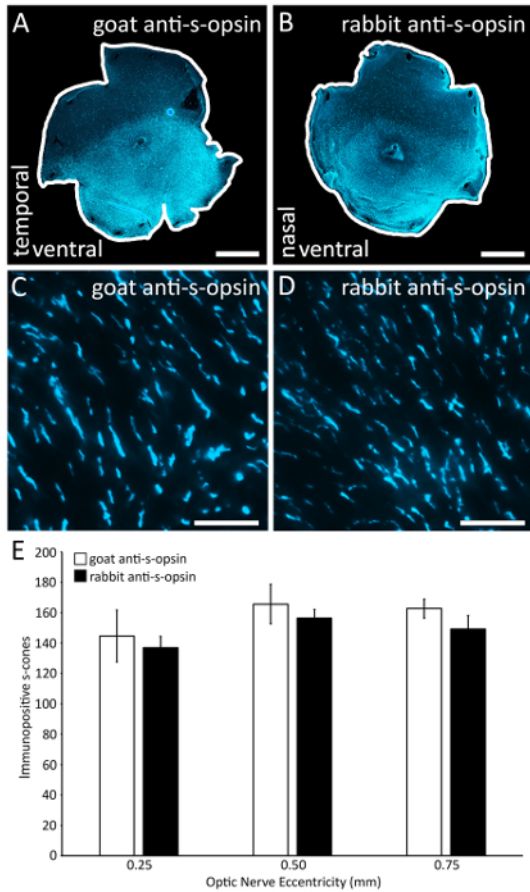 A goat anti-s-opsin
temporal
ventral
B rabbit anti-s-opsin
nasal
ventral
C goat anti-s-opsin
D rabbit anti-s-opsin
E
goat anti-s-opsin
rabbit anti-s-opsin
Immunopositive s-cones
200
180
160
140
120
100
80
60
40
20
0
0.25 0.50 0.75
Optic Nerve Eccentricity (mm)